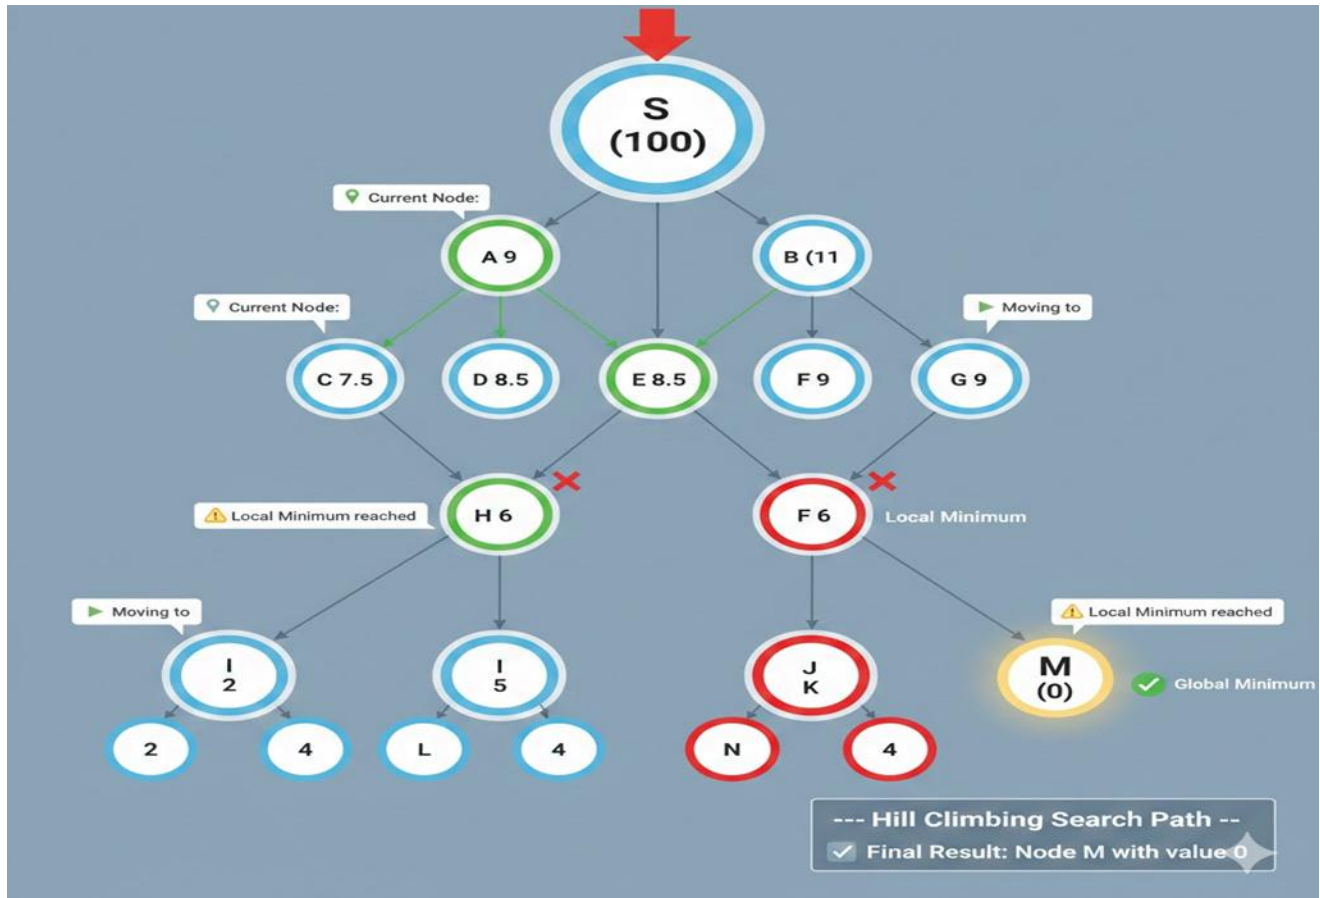 S
(100)
Current Node:
A 9
B (11
Current Node:
Moving to
C 7.5
D 8.5
E 8.5
F 9
G 9
Local Minimum reached
H 6
F 6
Local Minimum
Moving to
Local Minimum reached
I
2
I
5
J
K
M
(0)
Global Minimum
2
4
L
4
N
4
--- Hill Climbing Search Path --
Final Result: Node M with value 0